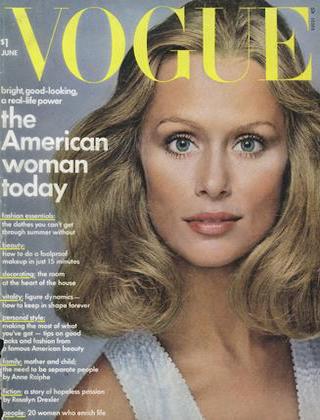 VOGUE
$1
JUNE
bright, good-looking,
a real-life power
the
American
woman
today
fashion essentials:
the clothes you can't get
through summer without
beauty:
how to do a foolproof
makeup in just 15 minutes
decorating: the room
at the heart of the house
vitality: figure dynamics—
how to keep in shape forever
personal style:
making the most of what
you've got — tips on good
looks and fashion from
a famous American beauty
family: mother and child:
the need to be separate people
by Anne Roiphe
fiction: a story of hopeless passion
by Rosalyn Drexler
people: 20 women who enrich life